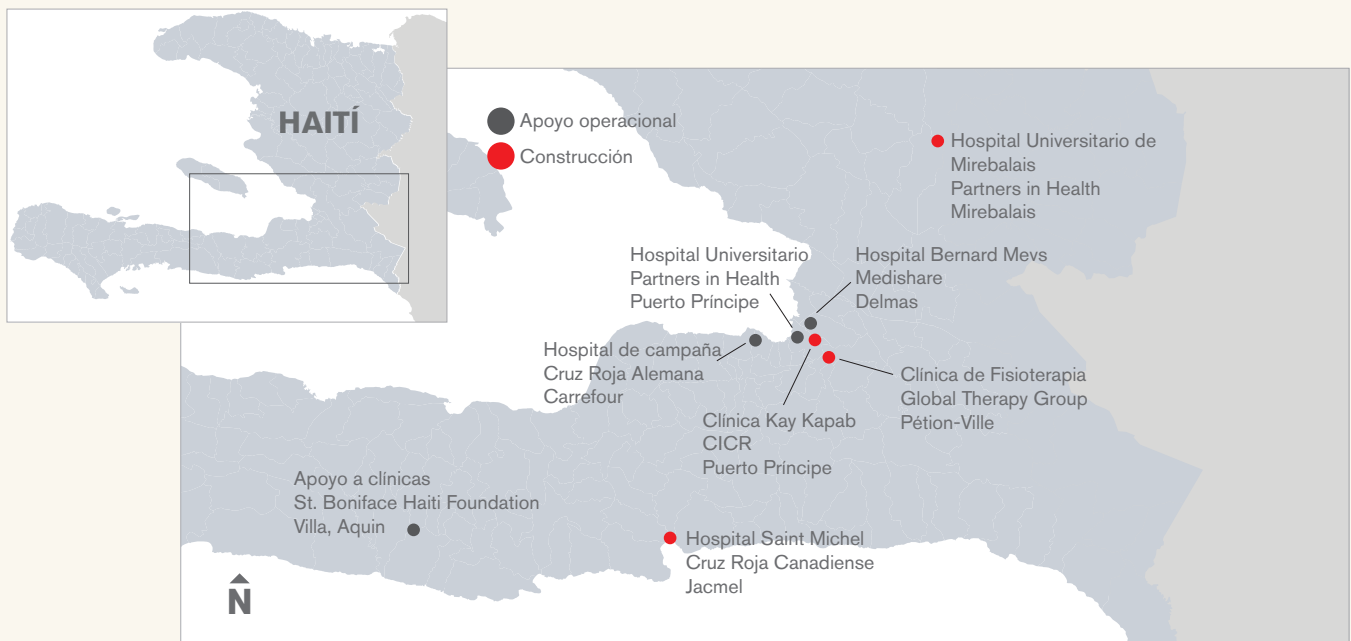 HAITÍ
Apoyo operacional
Construcción
Hospital Universitario de
Mirebalais
Partners in Health
Mirebalais
Hospital Universitario
Partners in Health
Puerto Príncipe
Hospital Bernard Mevs
Medishare
Delmas
Hospital de campaña
Cruz Roja Alemana
Carrefour
Clínica de Fisioterapia
Global Therapy Group
Pétion-Ville
Clínica Kay Kapab
CICR
Puerto Príncipe
Apoyo a clínicas
St. Boniface Haiti Foundation
Villa, Aquin
Hospital Saint Michel
Cruz Roja Canadiense
Jacmel
N